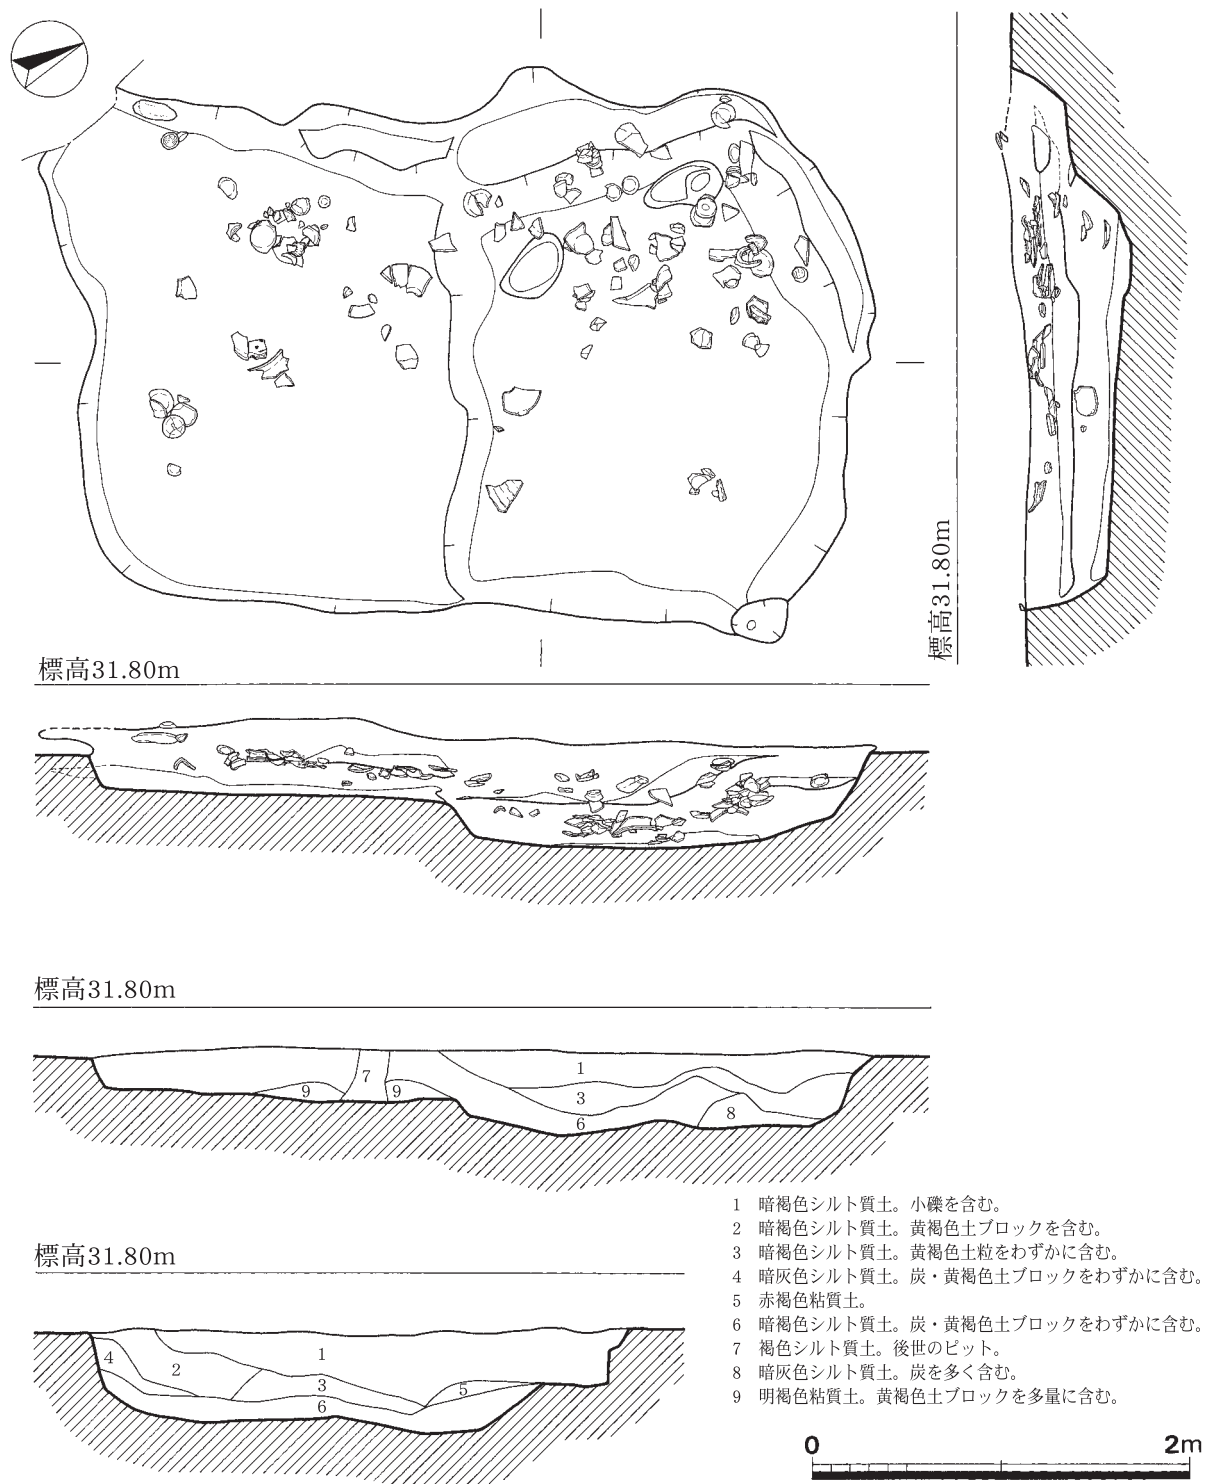 標高31.80m
標高31.80m
標高31.80m
1
3
6
7
8
9
9
標高31.80m
1
2
3
4
5
6
1 暗褐色シルト質土。小礫を含む。
2 暗褐色シルト質土。黄褐色土ブロックを含む。
3 暗褐色シルト質土。黄褐色土粒をわずかに含む。
4 暗灰色シルト質土。炭・黄褐色土ブロックをわずかに含む。
5 赤褐色粘質土。
6 暗褐色シルト質土。炭・黄褐色土ブロックをわずかに含む。
7 褐色シルト質土。後世のピット。
8 暗灰色シルト質土。炭を多く含む。
9 明褐色粘質土。黄褐色土ブロックを多量に含む。
0 2m